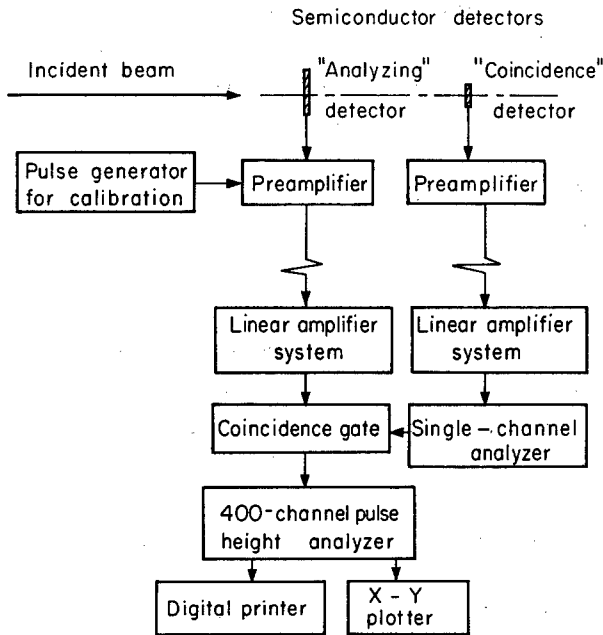 Semiconductor detectors
Incident beam
"Analyzing"
detector
"Coincidence"
detector
Pulse generator
for calibration
Preamplifier
Preamplifier
Linear amplifier
system
Linear amplifier
system
Coincidence gate
Single-channel
analyzer
400-channel pulse
height analyzer
Digital printer
X - Y
plotter